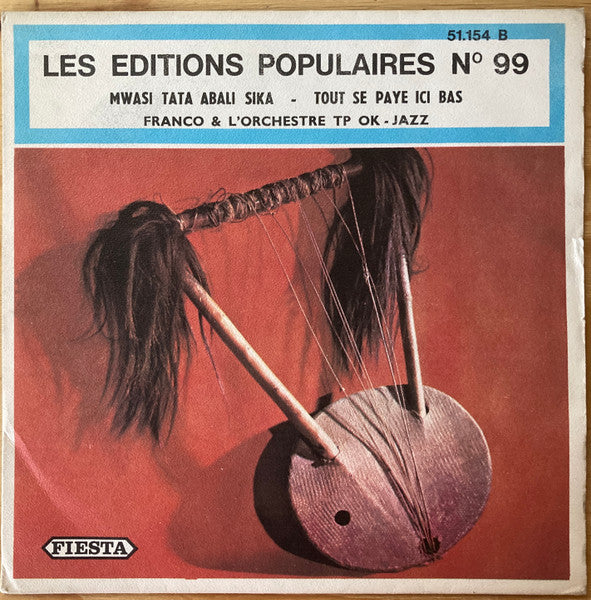 51.154 B
LES EDITIONS POPULAIRES Nº 99
MWASI TATA ABALI SIKA - TOUT SE PAYE ICI BAS
FRANCO & L'ORCHESTRE TP OK - JAZZ
FIESTA